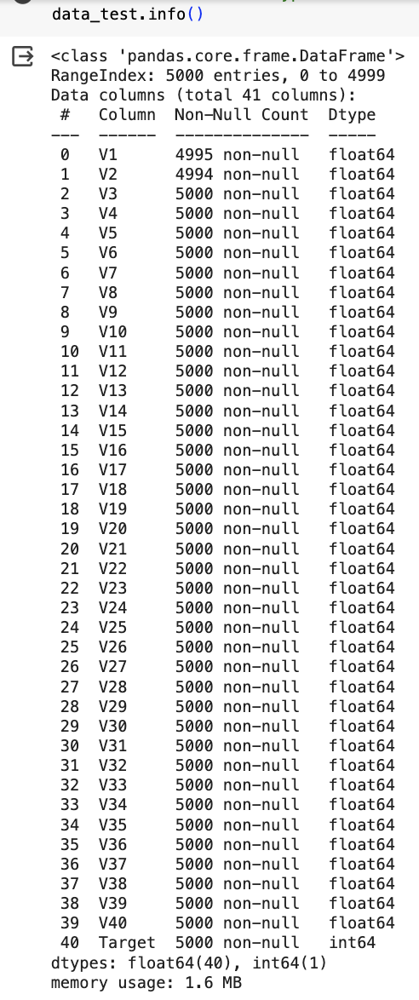 data_test.info()
<class 'pandas.core.frame.DataFrame'>
RangeIndex: 5000 entries, 0 to 4999
Data columns (total 41 columns):
 #   Column  Non-Null Count  Dtype
---  ------  --------------  -----
 0   V1      4995 non-null   float64
 1   V2      4994 non-null   float64
 2   V3      5000 non-null   float64
 3   V4      5000 non-null   float64
 4   V5      5000 non-null   float64
 5   V6      5000 non-null   float64
 6   V7      5000 non-null   float64
 7   V8      5000 non-null   float64
 8   V9      5000 non-null   float64
 9   V10     5000 non-null   float64
 10  V11     5000 non-null   float64
 11  V12     5000 non-null   float64
 12  V13     5000 non-null   float64
 13  V14     5000 non-null   float64
 14  V15     5000 non-null   float64
 15  V16     5000 non-null   float64
 16  V17     5000 non-null   float64
 17  V18     5000 non-null   float64
 18  V19     5000 non-null   float64
 19  V20     5000 non-null   float64
 20  V21     5000 non-null   float64
 21  V22     5000 non-null   float64
 22  V23     5000 non-null   float64
 23  V24     5000 non-null   float64
 24  V25     5000 non-null   float64
 25  V26     5000 non-null   float64
 26  V27     5000 non-null   float64
 27  V28     5000 non-null   float64
 28  V29     5000 non-null   float64
 29  V30     5000 non-null   float64
 30  V31     5000 non-null   float64
 31  V32     5000 non-null   float64
 32  V33     5000 non-null   float64
 33  V34     5000 non-null   float64
 34  V35     5000 non-null   float64
 35  V36     5000 non-null   float64
 36  V37     5000 non-null   float64
 37  V38     5000 non-null   float64
 38  V39     5000 non-null   float64
 39  V40     5000 non-null   float64
 40  Target  5000 non-null   int64
dtypes: float64(40), int64(1)
memory usage: 1.6 MB